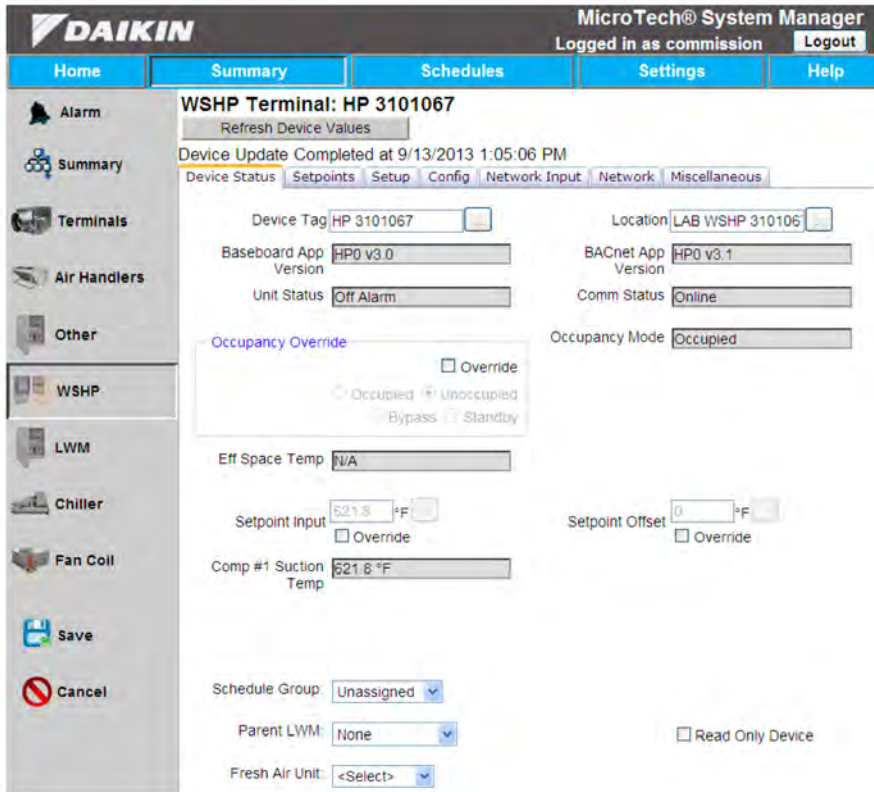 DAIKIN
MicroTech® System Manager
Logged in as commission Logout
Home Summary Schedules Settings Help
Alarm
Summary
Terminals
Air Handlers
Other
WSHP
LWM
Chiller
Fan Coil
Save
Cancel
WSHP Terminal: HP 3101067
Refresh Device Values
Device Update Completed at 9/13/2013 1:05:06 PM
Device Status Setpoints Setup Config Network Input Network Miscellaneous
Device Tag HP 3101067 ...
Location LAB WSHP 310106 ...
Baseboard App Version HP0 v3.0
BACnet App Version HP0 v3.1
Unit Status Off Alarm
Comm Status Online
Occupancy Override
Override
Occupied Unoccupied
Bypass Standby
Occupancy Mode Occupied
Eff Space Temp N/A
Setpoint Input 621.8 °F
Override
Setpoint Offset 0 °F
Override
Comp #1 Suction Temp 621.8 °F
Schedule Group: Unassigned
Parent LWM: None
Read Only Device
Fresh Air Unit: <Select>